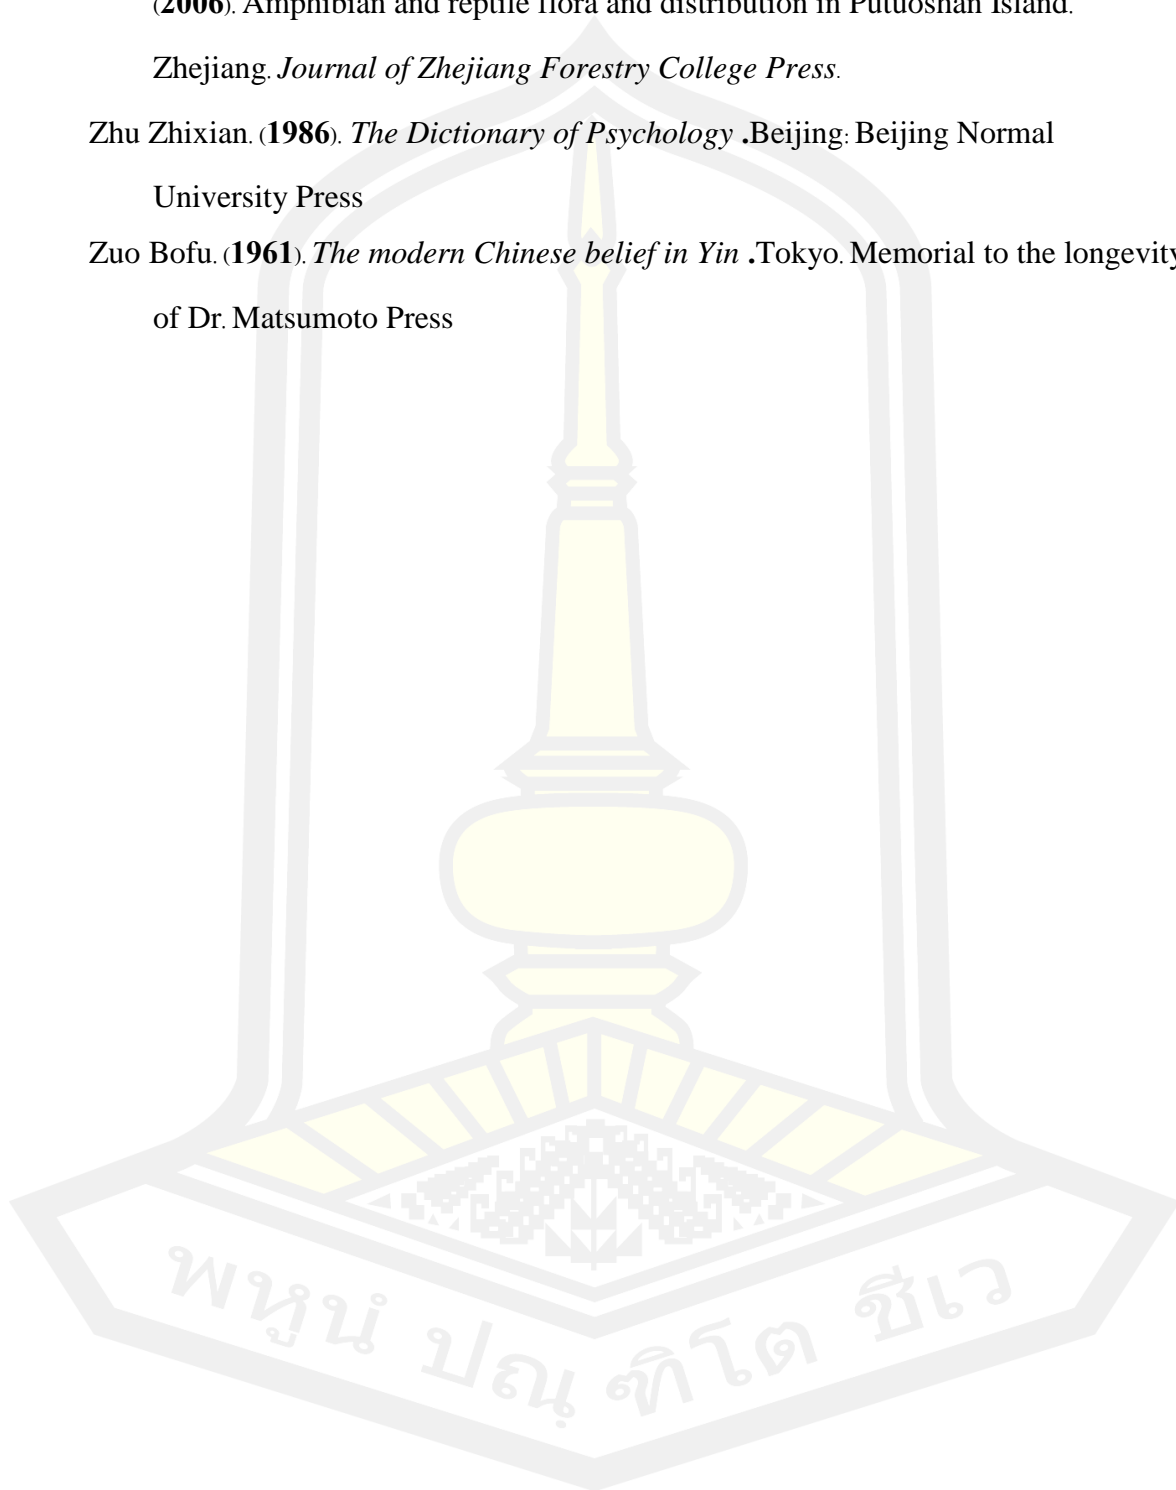 (2006). Amphibian and reptile flora and distribution in Putuoshan Island.
Zhejiang. Journal of Zhejiang Forestry College Press.
Zhu Zhixian. (1986). The Dictionary of Psychology .Beijing: Beijing Normal
University Press
Zuo Bofu. (1961). The modern Chinese belief in Yin .Tokyo. Memorial to the longevity
of Dr. Matsumoto Press
พหูนํ ปณฺฑิโต ชีเว